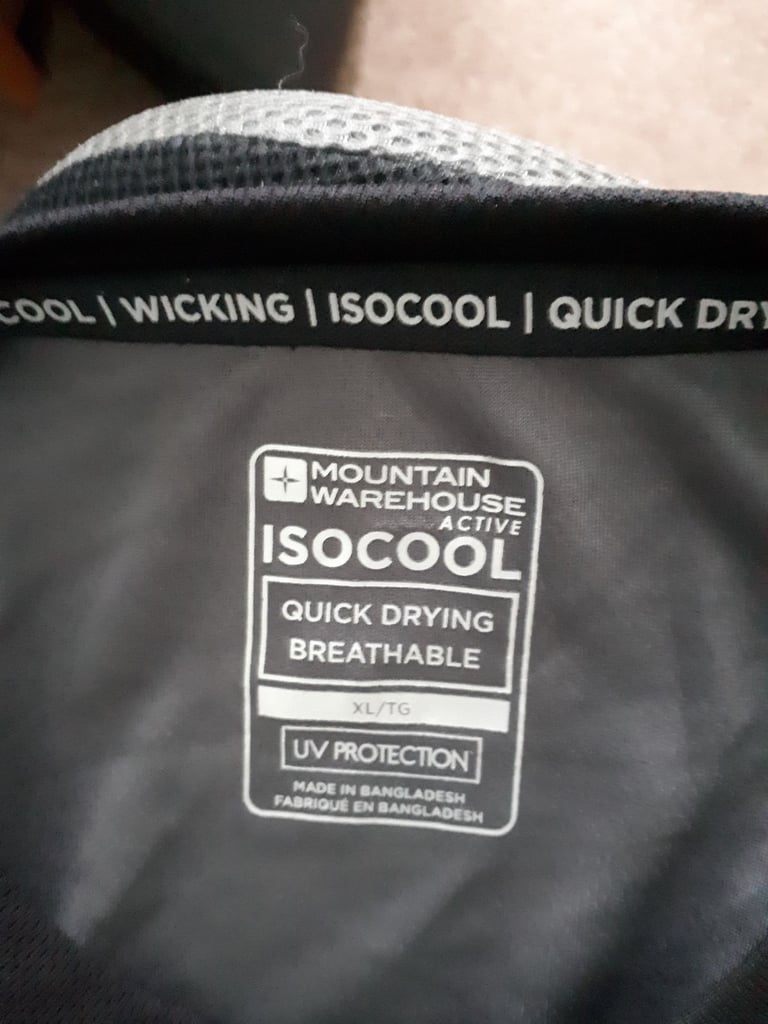 COOL | WICKING | ISOCOOL | QUICK DRY
MOUNTAIN
WAREHOUSE
ACTIVE
ISOCOOL
QUICK DRYING
BREATHABLE
XL/TG
UV PROTECTION
MADE IN BANGLADESH
FABRIQUÉ EN BANGLADESH